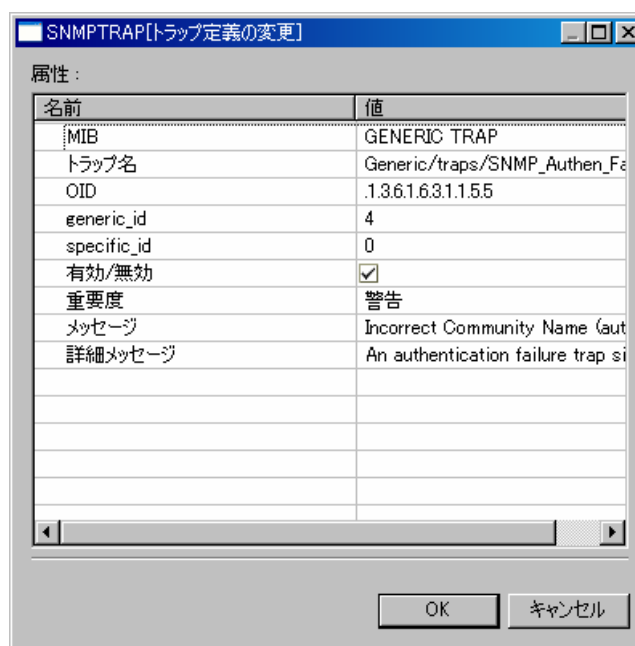 SNMPTRAP[トラップ定義の変更]
属性：
名前 値
MIB GENERIC TRAP
トラップ名 Generic/traps/SNMP_Authen_Fa
OID .1.3.6.1.6.3.1.1.5.5
generic_id 4
specific_id 0
有効/無効
重要度 警告
メッセージ Incorrect Community Name (aut
詳細メッセージ An authentication failure trap si
OK キャンセル